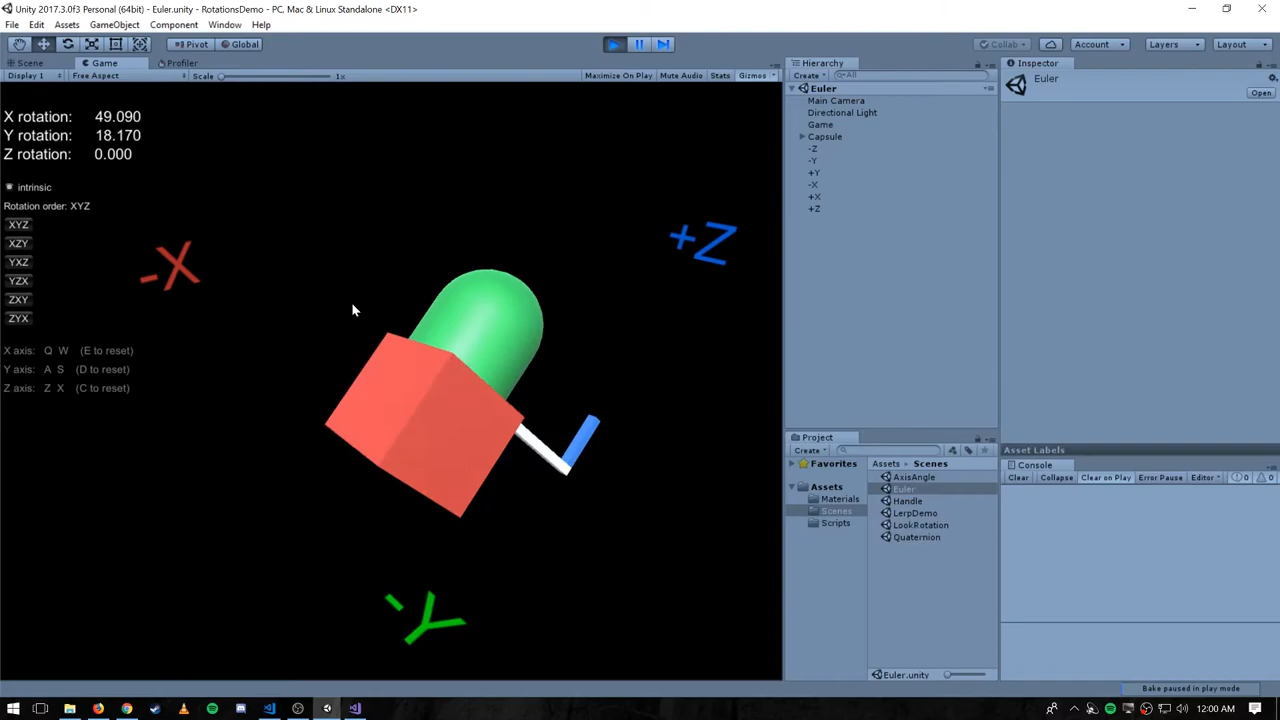 Unity 2017.3.0f3 Personal (64bit) - Euler.unity - RotationsDemo - PC, Mac & Linux Standalone <DX11>
File Edit Assets GameObject Component Window Help
Pivot Global Collab Account Layers Layout
Scene Game Profiler
Display 1 Free Aspect Scale 1x Maximize On Play Mute Audio Stats Gizmos
X rotation: 49.090
Y rotation: 18.170
Z rotation: 0.000
intrinsic
Rotation order: XYZ
XYZ
XZY
YXZ
YZX
ZXY
ZYX
X axis: Q W (E to reset)
Y axis: A S (D to reset)
Z axis: Z X (C to reset)
-X
+Z
-Y
Hierarchy
Create All
Euler
Main Camera
Directional Light
Game
Capsule
-Z
-Y
+Y
-X
+X
+Z
Project
Create
Favorites
Assets
Materials
Scenes
Scripts
Assets Scenes
AxisAngle
Euler
Handle
LerpDemo
LookRotation
Quaternion
Euler.unity
Inspector
Euler
Open
Asset Labels
Console
Clear Collapse Clear on Play Error Pause Editor 0 0
Bake paused in play mode
12:00 AM